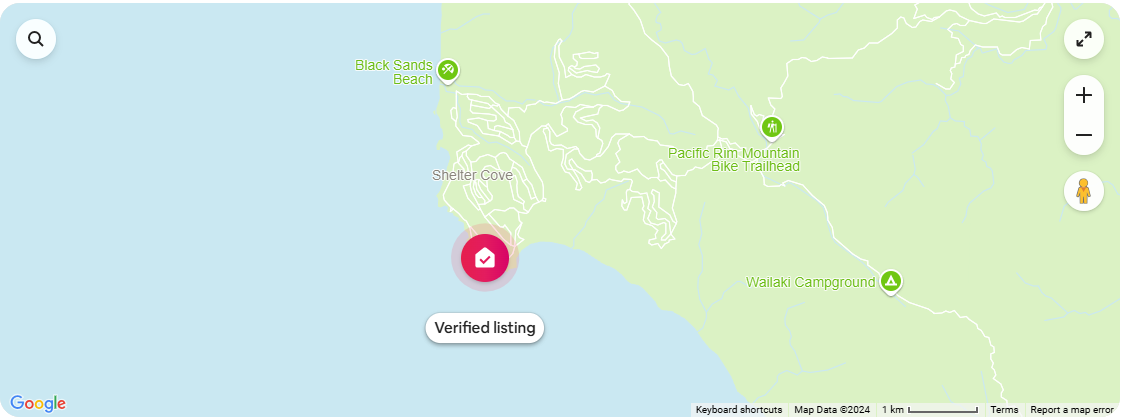 Black Sands
Beach
Pacific Rim Mountain
Bike Trailhead
Shelter Cove
Wailaki Campground
Verified listing
Google
Keyboard shortcuts
Map Data ©2024
1 km
Terms
Report a map error